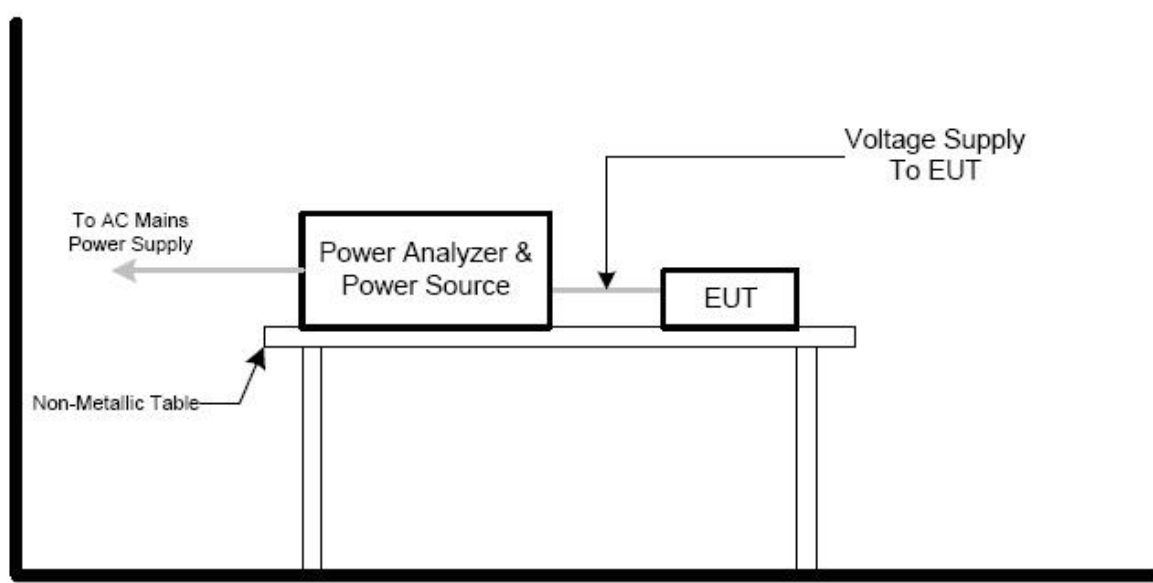 Voltage Supply
To EUT
To AC Mains
Power Supply
Power Analyzer &
Power Source
EUT
Non-Metallic Table